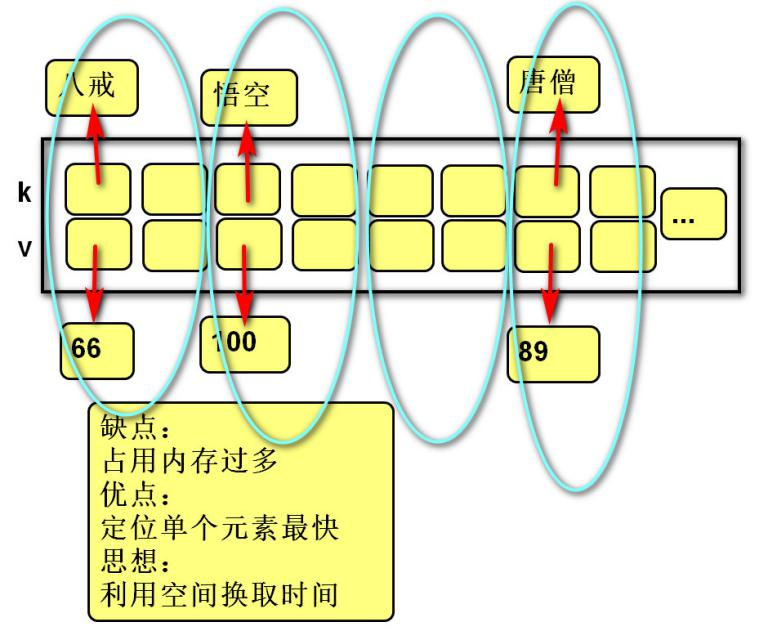 八戒
悟空
唐僧
k
v
...
66
100
89
缺点：
占用内存过多
优点：
定位单个元素最快
思想：
利用空间换取时间